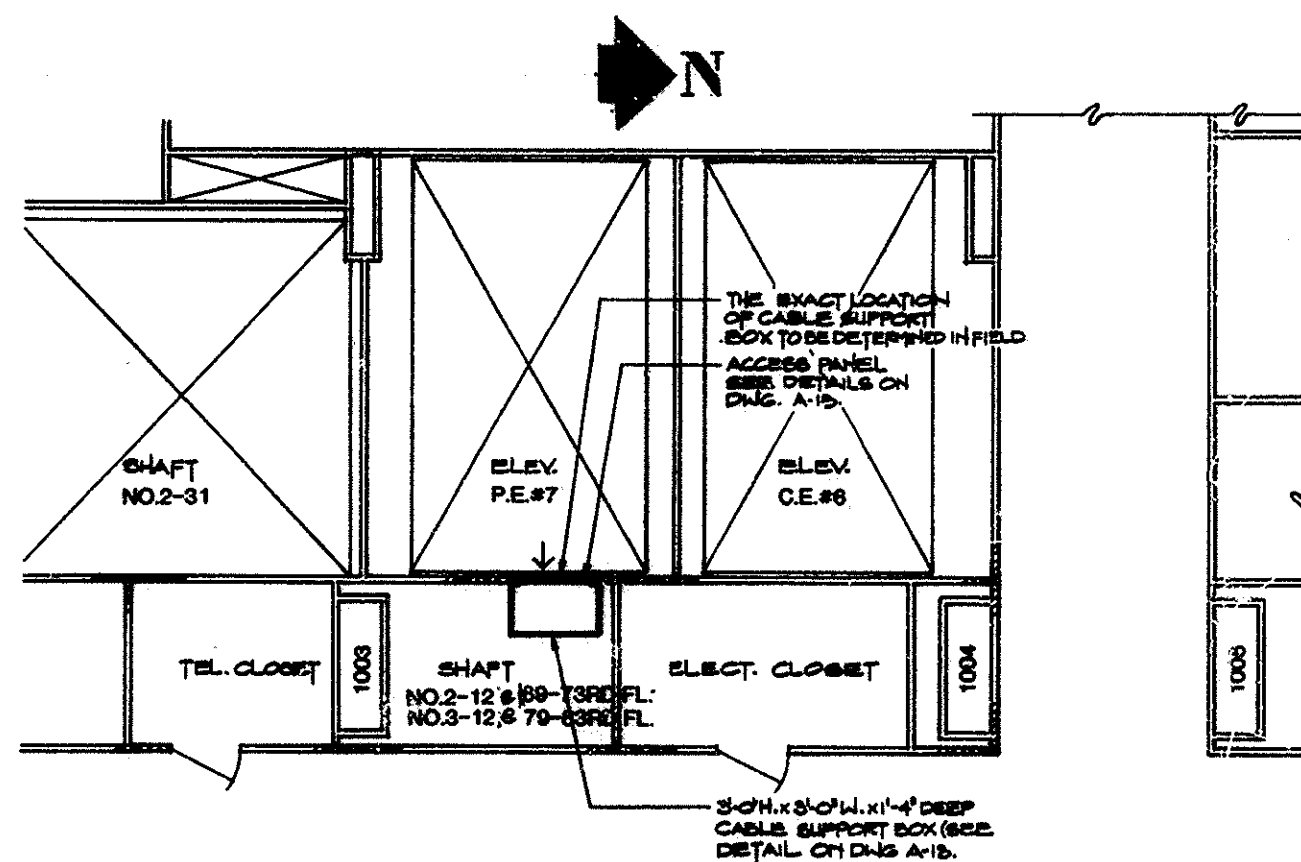 N
THE EXACT LOCATION
OF CABLE SUPPORT
BOX TO BE DETERMINED IN FIELD
ACCESS PANEL
SEE DETAILS ON
DWG. A-13.
SHAFT
NO.2-31
ELEV.
P.E.#7
ELEV.
C.E.#6
TEL. CLOSET
1003
SHAFT
NO.2-12 @ 69-73RD FL.
NO.3-12 @ 79-83RD FL.
ELECT. CLOSET
1004
1005
3'-0"H. x 3'-0"W. x 1'-4" DEEP
CABLE SUPPORT BOX (SEE
DETAIL ON DWG A-13.